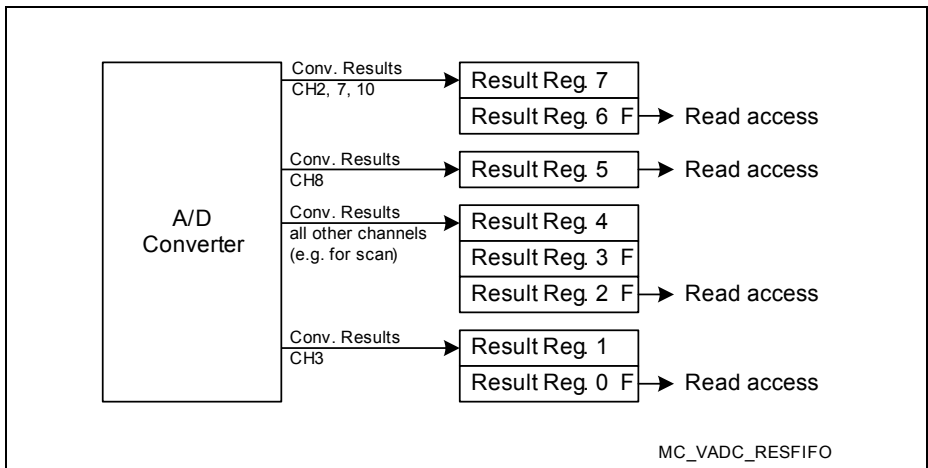 Conv. Results
CH2, 7, 10
Result Reg. 7
Result Reg. 6 F
Read access
Conv. Results
CH8
Result Reg. 5
Read access
A/D
Converter
Conv. Results
all other channels
(e.g. for scan)
Result Reg. 4
Result Reg. 3 F
Result Reg. 2 F
Read access
Conv. Results
CH3
Result Reg. 1
Result Reg. 0 F
Read access
MC_VADC_RESFIFO